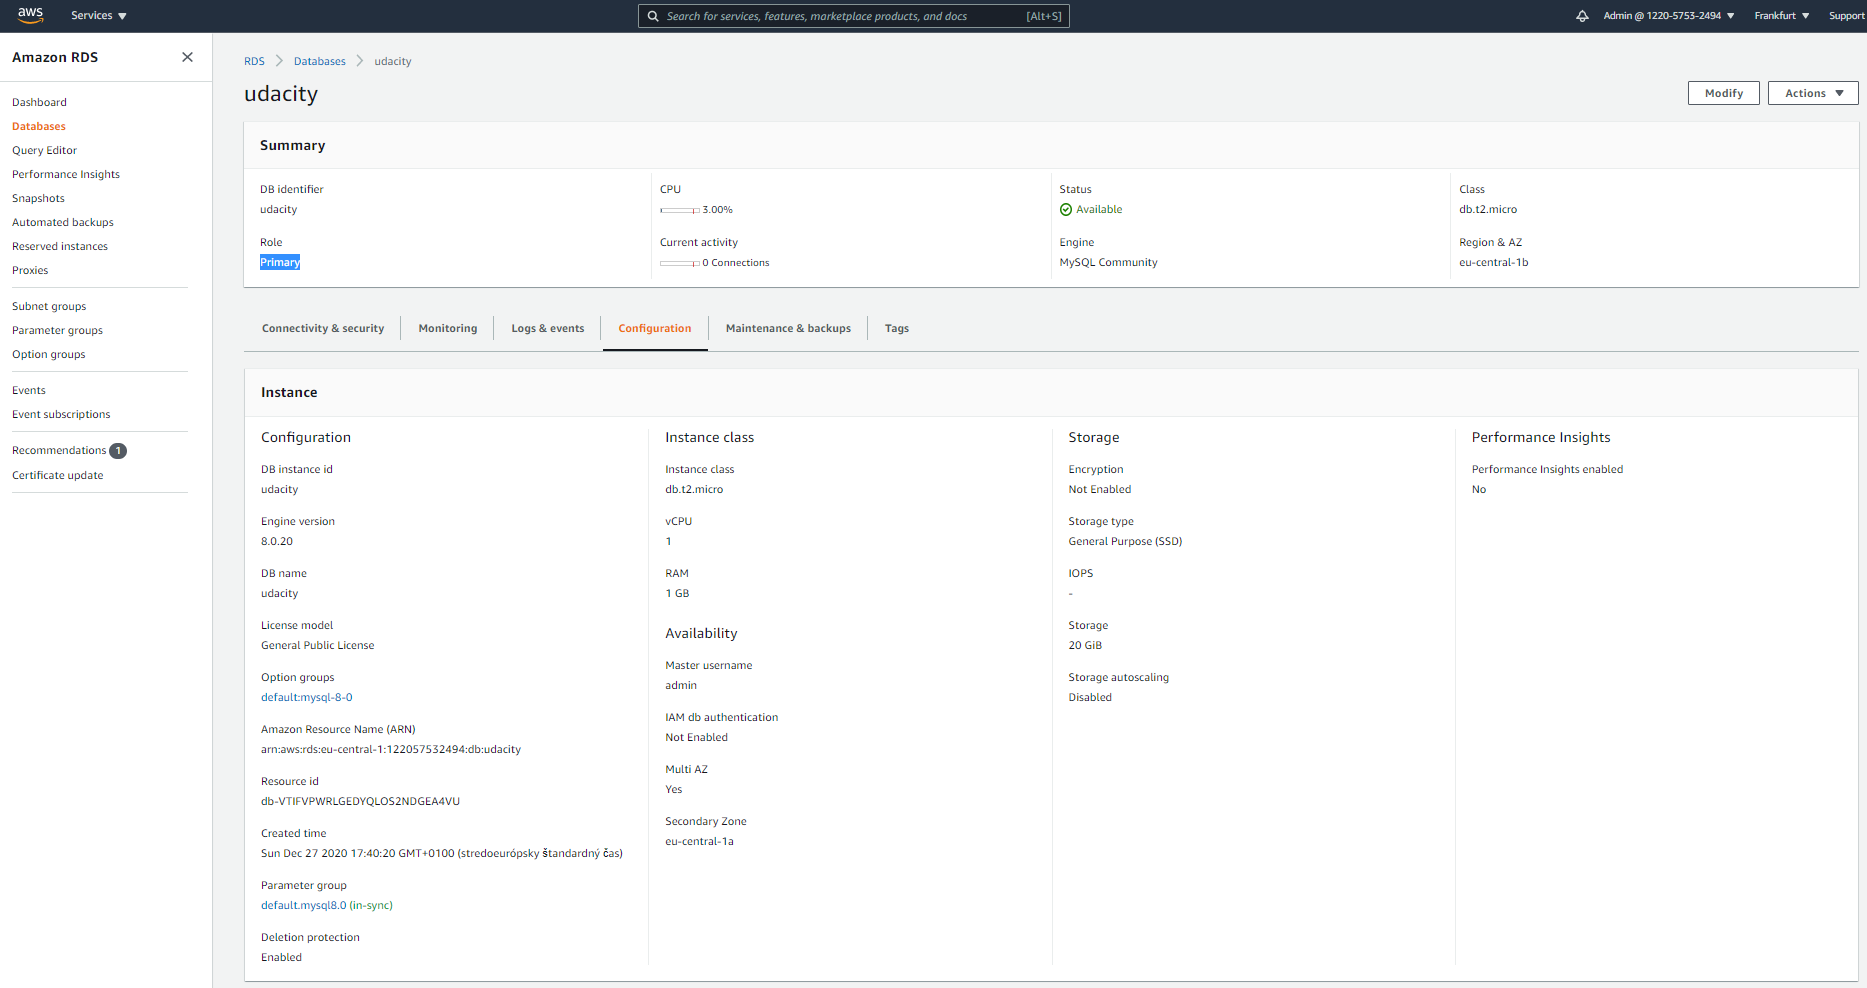 aws
Services
Search for services, features, marketplace products, and docs [Alt+S]
Admin @ 1220-5753-2494
Frankfurt
Support
Amazon RDS
Dashboard
Databases
Query Editor
Performance Insights
Snapshots
Automated backups
Reserved instances
Proxies
Subnet groups
Parameter groups
Option groups
Events
Event subscriptions
Recommendations 1
Certificate update
RDS > Databases > udacity
udacity
Modify
Actions
Summary
DB identifier
udacity
CPU
3.00%
Status
Available
Class
db.t2.micro
Role
Primary
Current activity
0 Connections
Engine
MySQL Community
Region & AZ
eu-central-1b
Connectivity & security
Monitoring
Logs & events
Configuration
Maintenance & backups
Tags
Instance
Configuration
DB instance id
udacity
Engine version
8.0.20
DB name
udacity
License model
General Public License
Option groups
default:mysql-8-0
Amazon Resource Name (ARN)
arn:aws:rds:eu-central-1:122057532494:db:udacity
Resource id
db-VTIFVPWRLGEDYQLOS2NDGEA4VU
Created time
Sun Dec 27 2020 17:40:20 GMT+0100 (stredoeurópsky štandardný čas)
Parameter group
default.mysql8.0 (in-sync)
Deletion protection
Enabled
Instance class
Instance class
db.t2.micro
vCPU
1
RAM
1 GB
Availability
Master username
admin
IAM db authentication
Not Enabled
Multi AZ
Yes
Secondary Zone
eu-central-1a
Storage
Encryption
Not Enabled
Storage type
General Purpose (SSD)
IOPS
-
Storage
20 GiB
Storage autoscaling
Disabled
Performance Insights
Performance Insights enabled
No